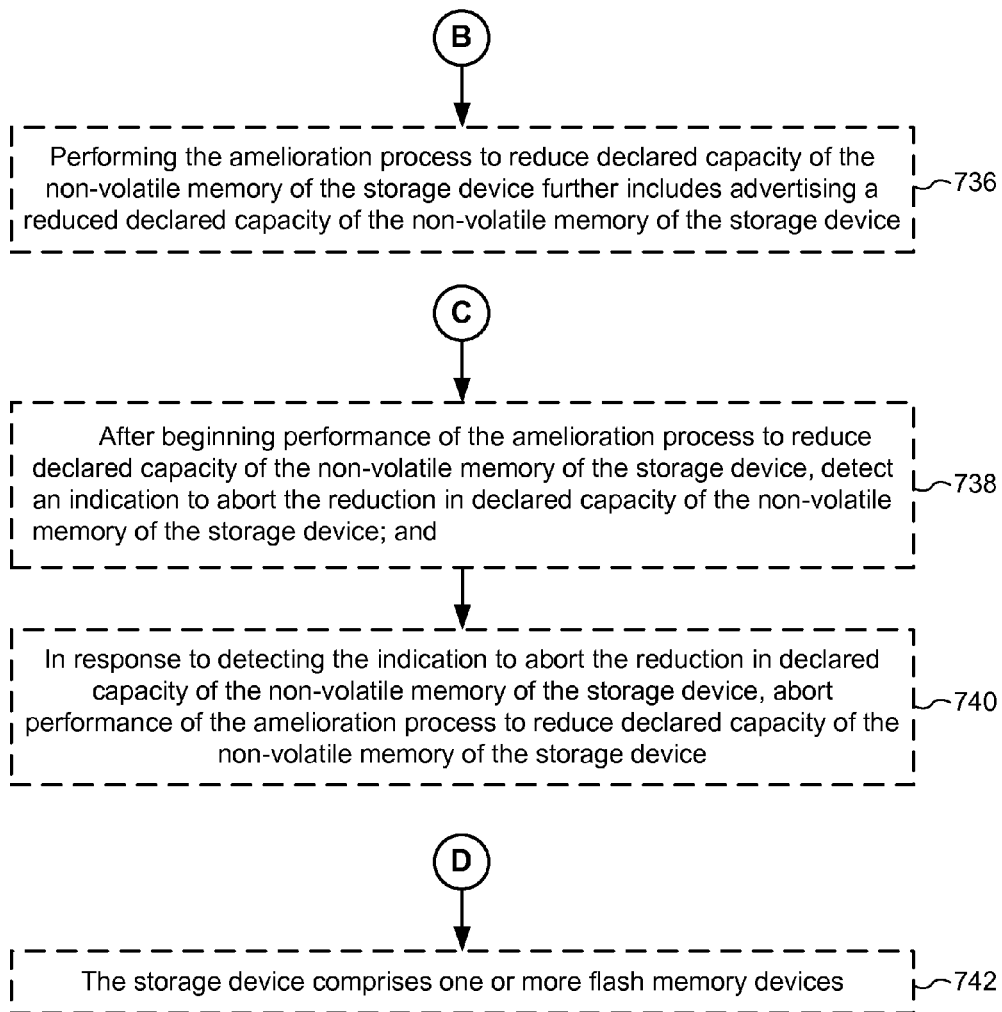 B
Performing the amelioration process to reduce declared capacity of the
non-volatile memory of the storage device further includes advertising a
reduced declared capacity of the non-volatile memory of the storage device
736
C
After beginning performance of the amelioration process to reduce
declared capacity of the non-volatile memory of the storage device, detect
an indication to abort the reduction in declared capacity of the non-volatile
memory of the storage device; and
738
In response to detecting the indication to abort the reduction in declared
capacity of the non-volatile memory of the storage device, abort
performance of the amelioration process to reduce declared capacity of the
non-volatile memory of the storage device
740
D
The storage device comprises one or more flash memory devices
742